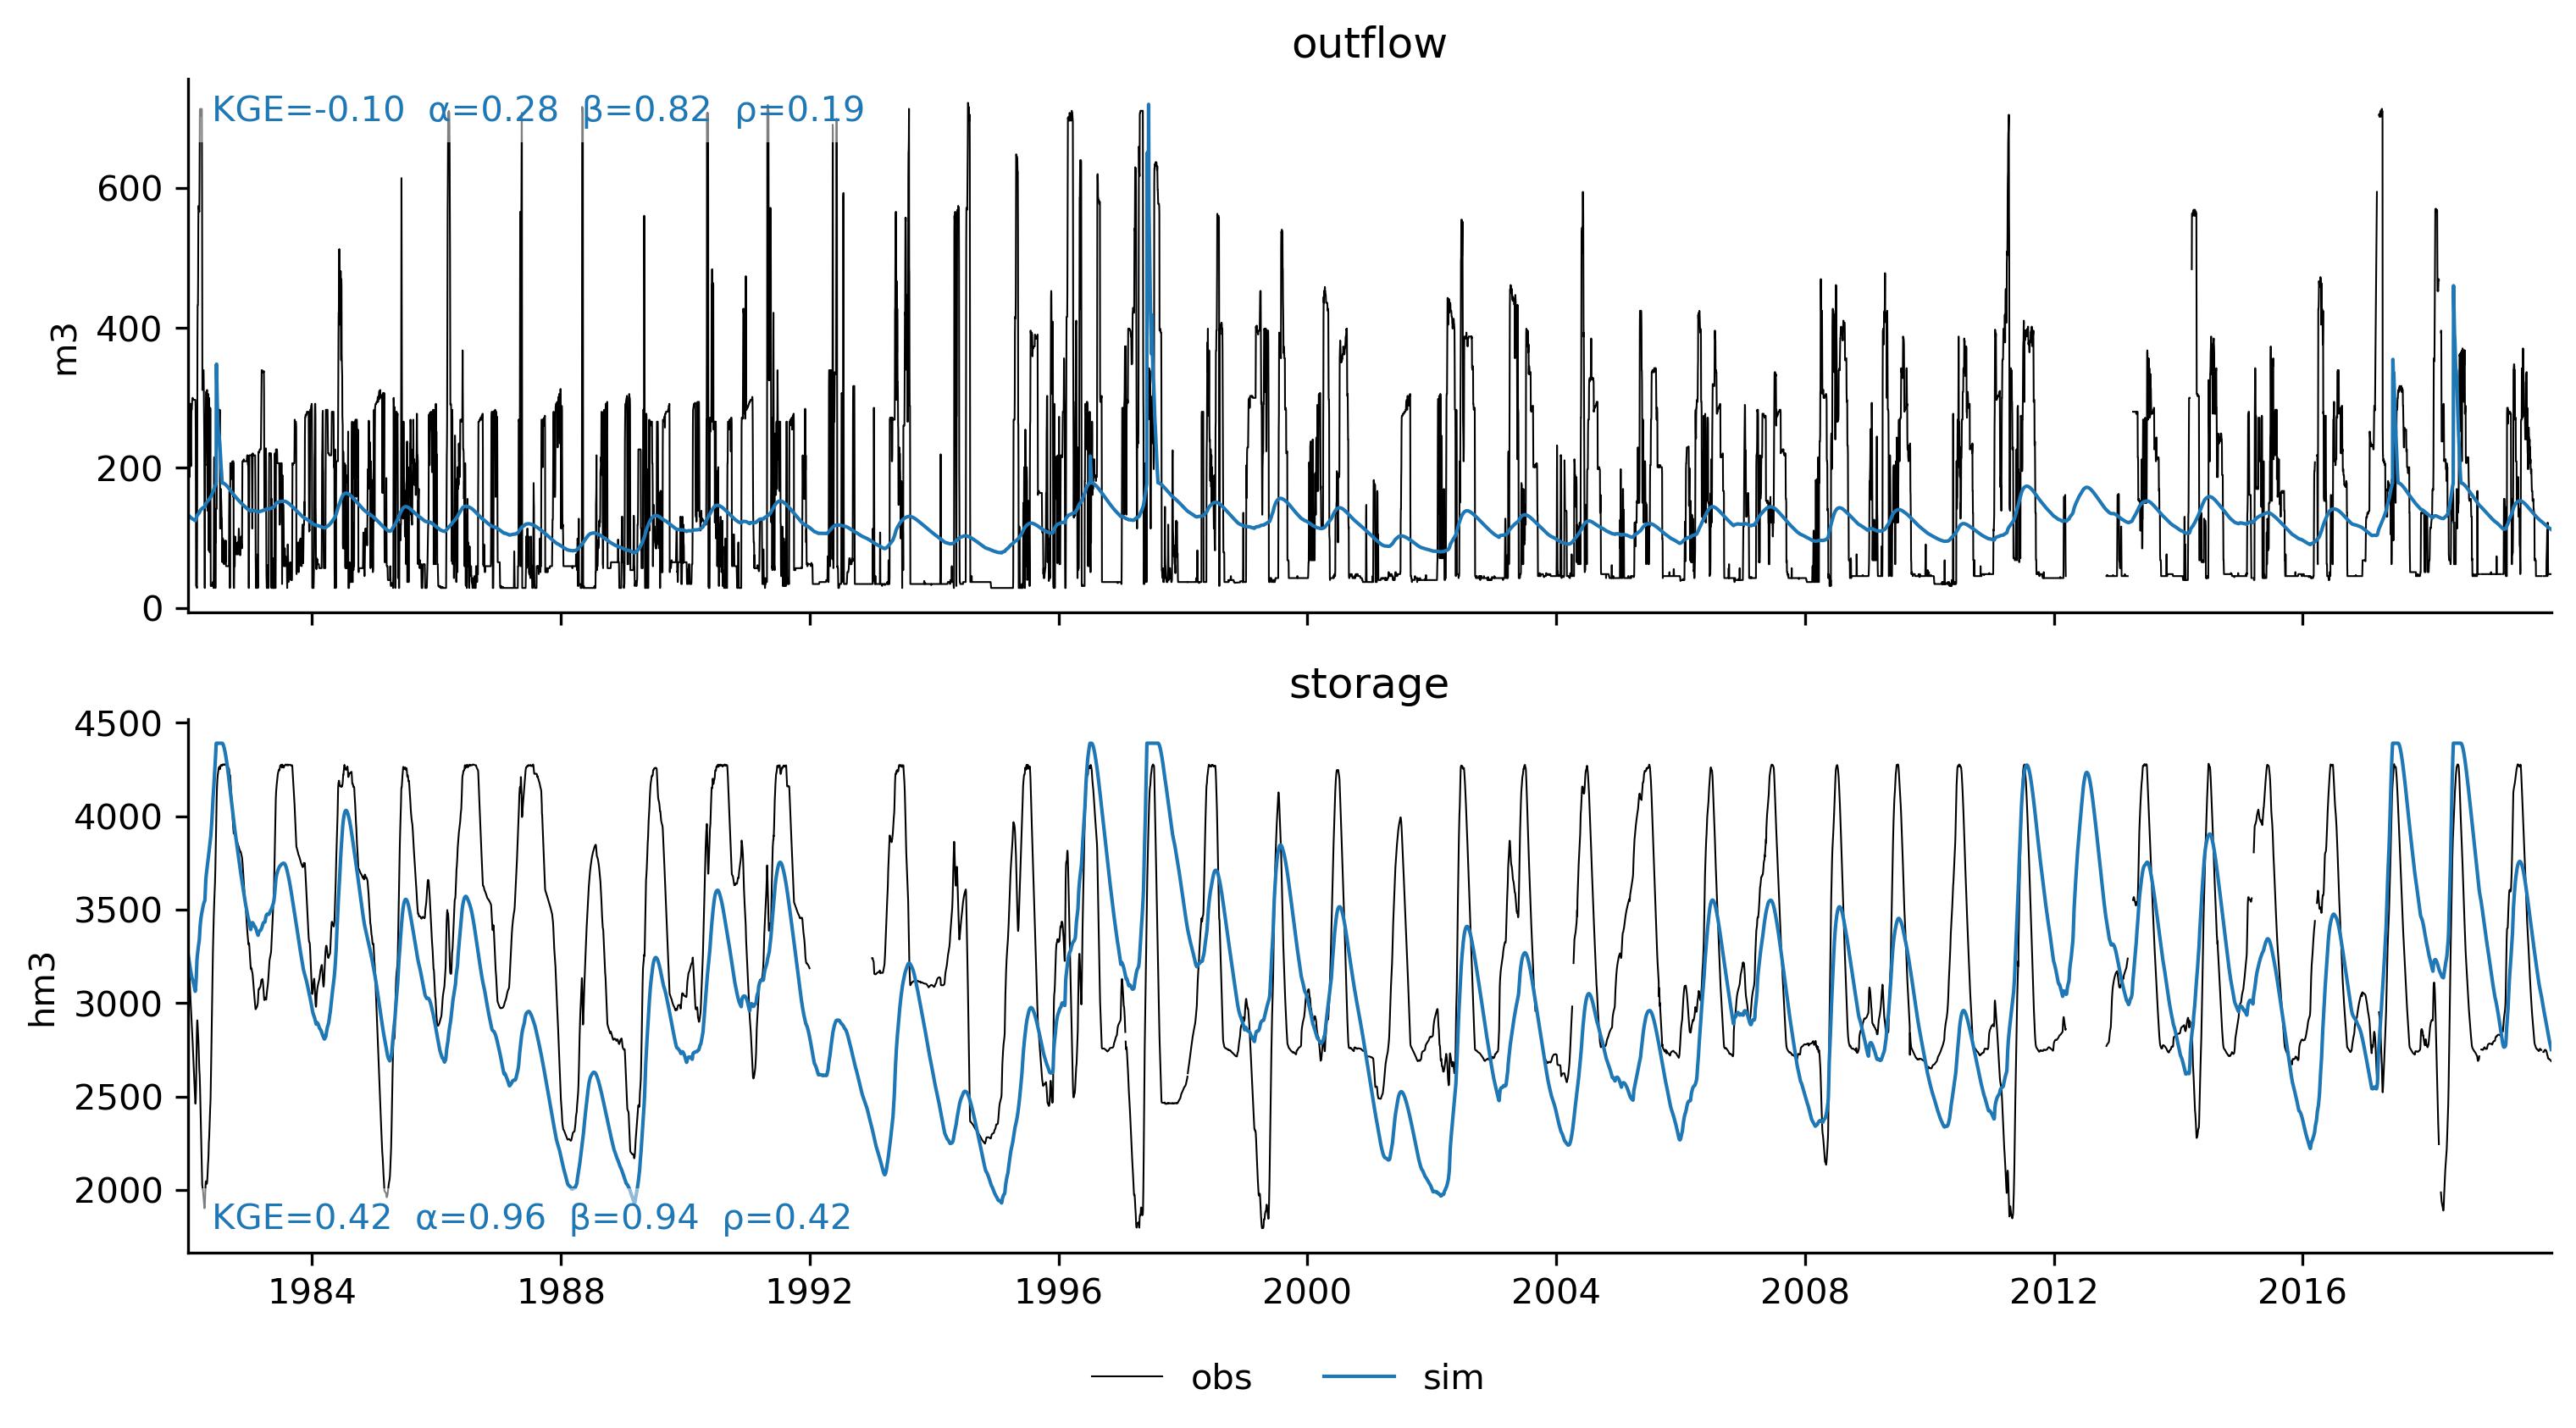 outflow
KGE=-0.10 α=0.28 β=0.82 ρ=0.19
m3
600
400
200
0
storage
hm3
4500
4000
3500
3000
2500
2000
KGE=0.42 α=0.96 β=0.94 ρ=0.42
1984 1988 1992 1996 2000 2004 2008 2012 2016
obs sim